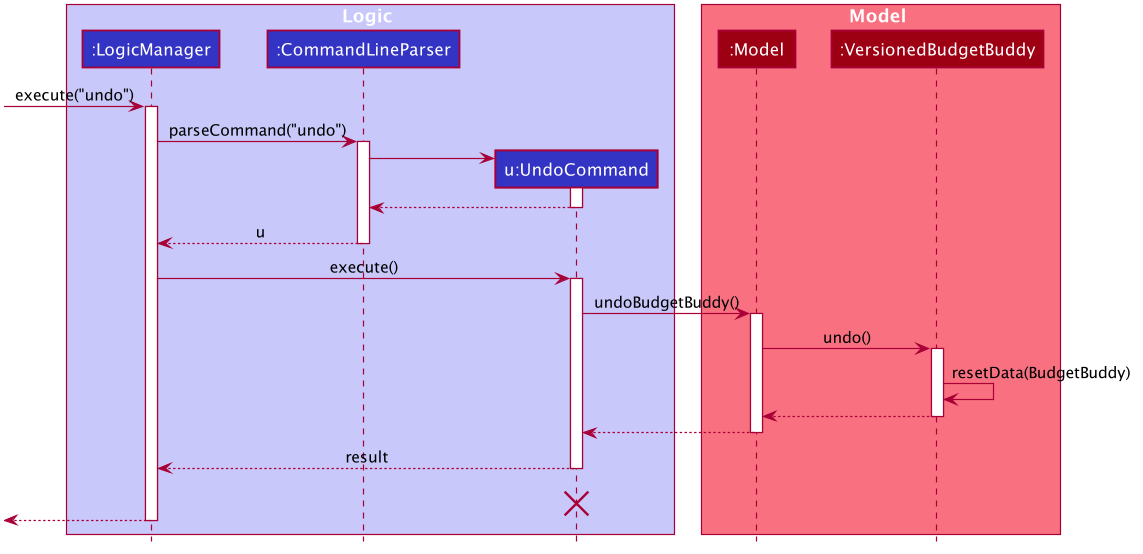 Logic
Model
:LogicManager
:CommandLineParser
:Model
:VersionedBudgetBuddy
execute("undo")
parseCommand("undo")
u:UndoCommand
u
execute()
undoBudgetBuddy()
undo()
resetData(BudgetBuddy)
result